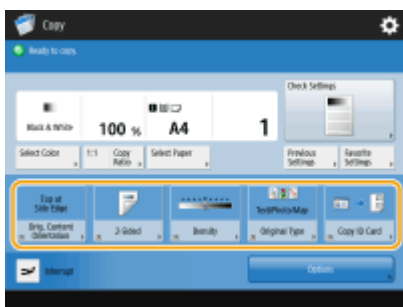 Copy
Ready to copy.
Check Settings
Black & White
100 %
A4
1
Select Color
1:1
Copy Ratio
Select Paper
Previous Settings
Favorite Settings
Top at
Side Edge
Text/Photo/Map
Orig. Content
Orientation
2-Sided
Density
Original Type
Copy ID Card
Interrupt
Options